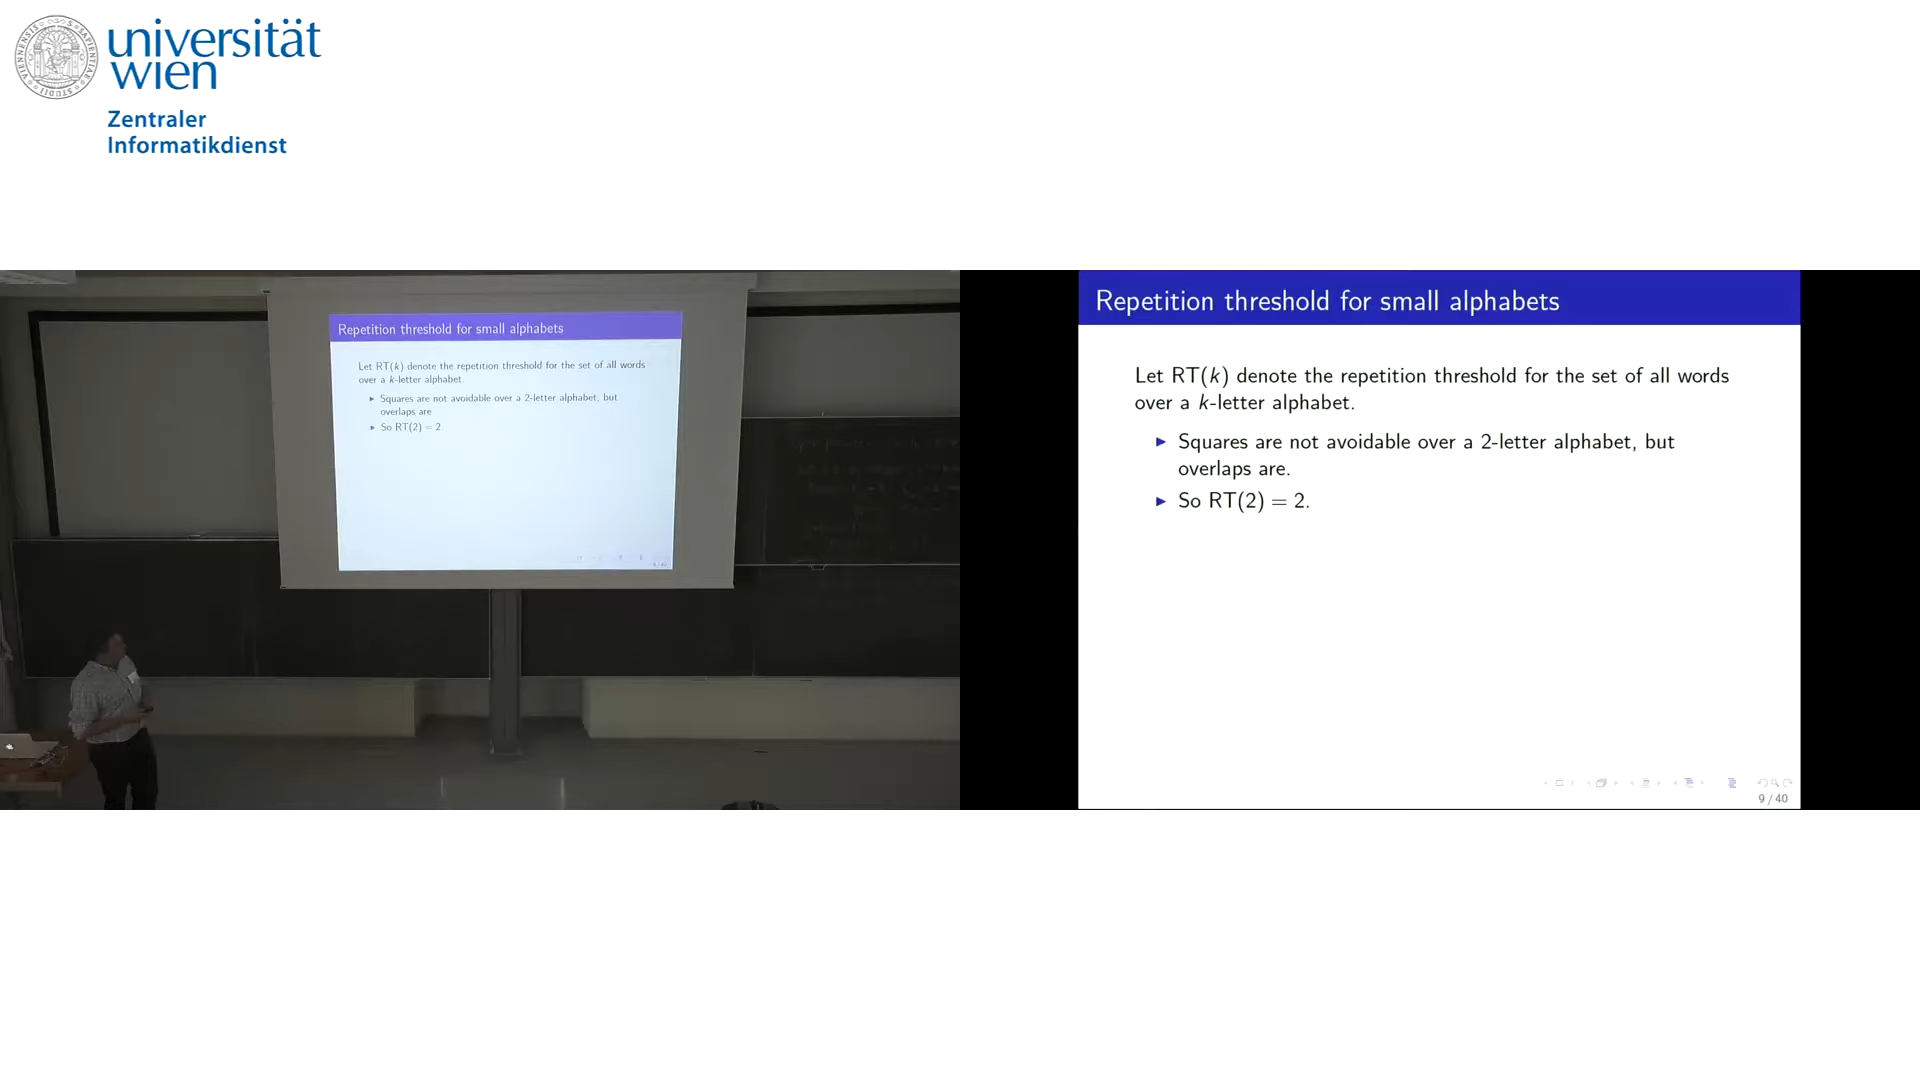 universität
wien
Zentraler
Informatikdienst
Repetition threshold for small alphabets
Let RT(k) denote the repetition threshold for the set of all words
over a k-letter alphabet.
▶ Squares are not avoidable over a 2-letter alphabet, but
overlaps are
▶ So RT(2) = 2.
Repetition threshold for small alphabets
Let RT(k) denote the repetition threshold for the set of all words
over a k-letter alphabet.
▶ Squares are not avoidable over a 2-letter alphabet, but
overlaps are.
▶ So RT(2) = 2.
9 / 40